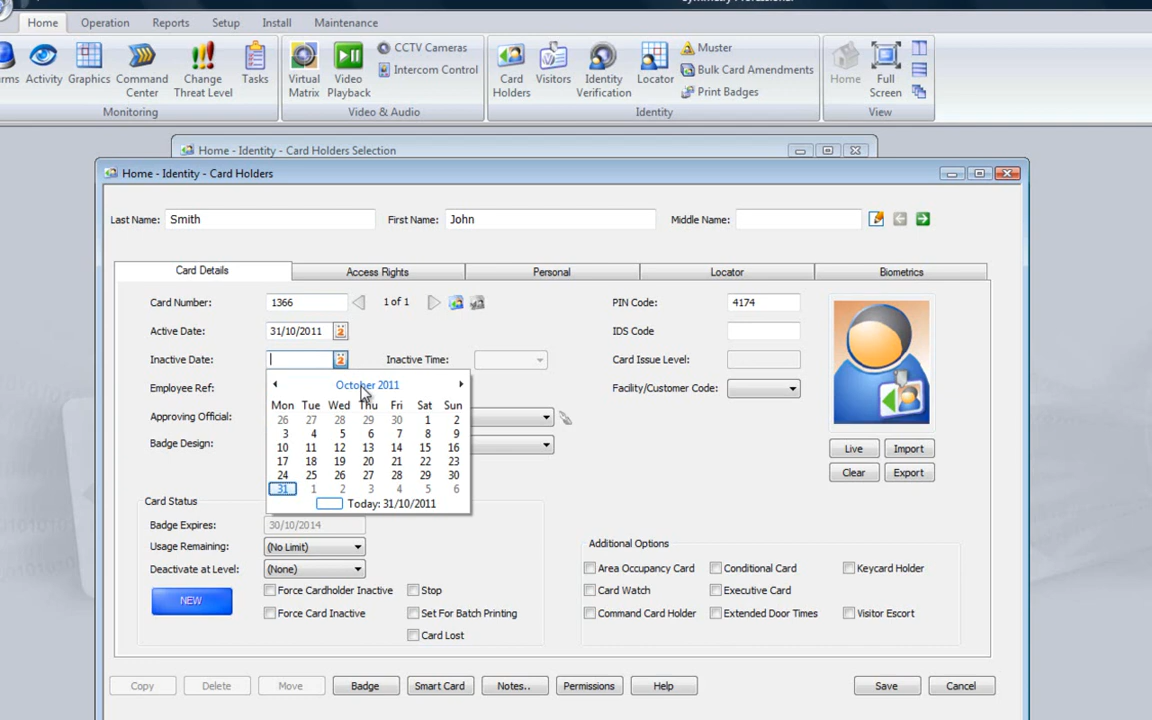 Home Operation Reports Setup Install Maintenance
Activity Graphics Command Center Change Threat Level Tasks Virtual Matrix Video Playback CCTV Cameras Intercom Control Card Holders Visitors Identity Verification Locator Muster Bulk Card Amendments Print Badges Home Full Screen
Monitoring Video & Audio Identity View
Home - Identity - Card Holders Selection
Home - Identity - Card Holders
Last Name: Smith First Name: John Middle Name:
Card Details Access Rights Personal Locator Biometrics
Card Number: 1366 1 of 1 PIN Code: 4174
Active Date: 31/10/2011 IDS Code
Inactive Date: Inactive Time: Card Issue Level:
Employee Ref: Facility/Customer Code:
Approving Official:
Badge Design:
October 2011
Mon Tue Wed Thu Fri Sat Sun
26 27 28 29 30 1 2
3 4 5 6 7 8 9
10 11 12 13 14 15 16
17 18 19 20 21 22 23
24 25 26 27 28 29 30
31 1 2 3 4 5 6
Today: 31/10/2011
Live Import
Clear Export
Card Status
Badge Expires: 30/10/2014
Usage Remaining: (No Limit)
Deactivate at Level: (None)
NEW
Force Cardholder Inactive Stop
Force Card Inactive Set For Batch Printing
Card Lost
Additional Options
Area Occupancy Card Conditional Card Keycard Holder
Card Watch Executive Card
Command Card Holder Extended Door Times Visitor Escort
Copy Delete Move Badge Smart Card Notes.. Permissions Help Save Cancel